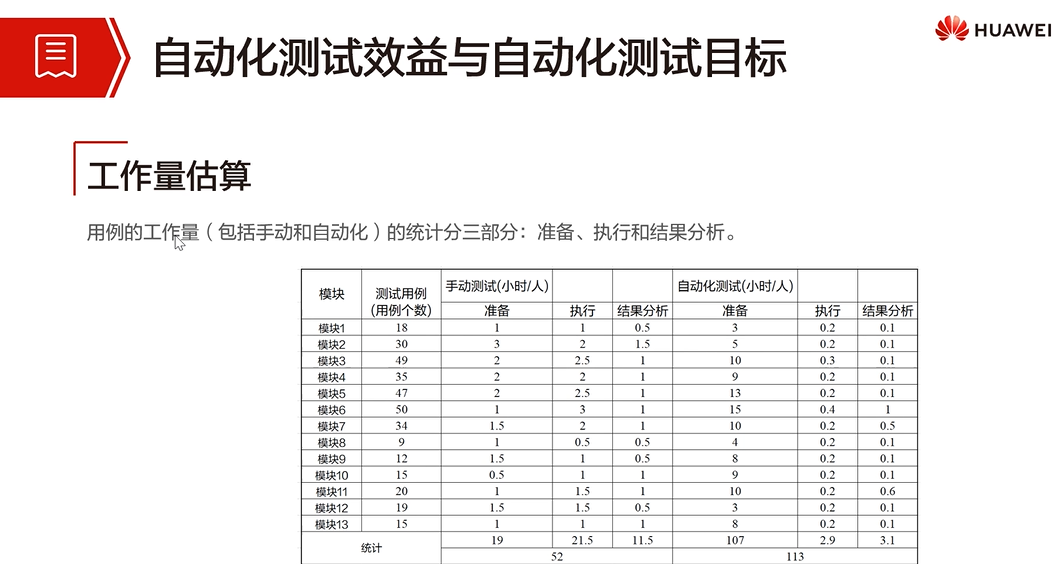 HUAWEI
自动化测试效益与自动化测试目标
工作量估算
用例的工作量（包括手动和自动化）的统计分三部分：准备、执行和结果分析。
模块 测试用例(用例个数) 手动测试(小时/人) 自动化测试(小时/人)
准备 执行 结果分析 准备 执行 结果分析
模块1 18 1 1 0.5 3 0.2 0.1
模块2 30 3 2 1.5 5 0.2 0.1
模块3 49 2 2.5 1 10 0.3 0.1
模块4 35 2 2 1 9 0.2 0.1
模块5 47 2 2.5 1 13 0.2 0.1
模块6 50 1 3 1 15 0.4 1
模块7 34 1.5 2 1 10 0.2 0.5
模块8 9 1 0.5 0.5 4 0.2 0.1
模块9 12 1.5 1 0.5 8 0.2 0.1
模块10 15 0.5 1 1 9 0.2 0.1
模块11 20 1 1.5 1 10 0.2 0.6
模块12 19 1.5 1.5 0.5 3 0.2 0.1
模块13 15 1 1 1 8 0.2 0.1
统计 19 21.5 11.5 107 2.9 3.1
52 113